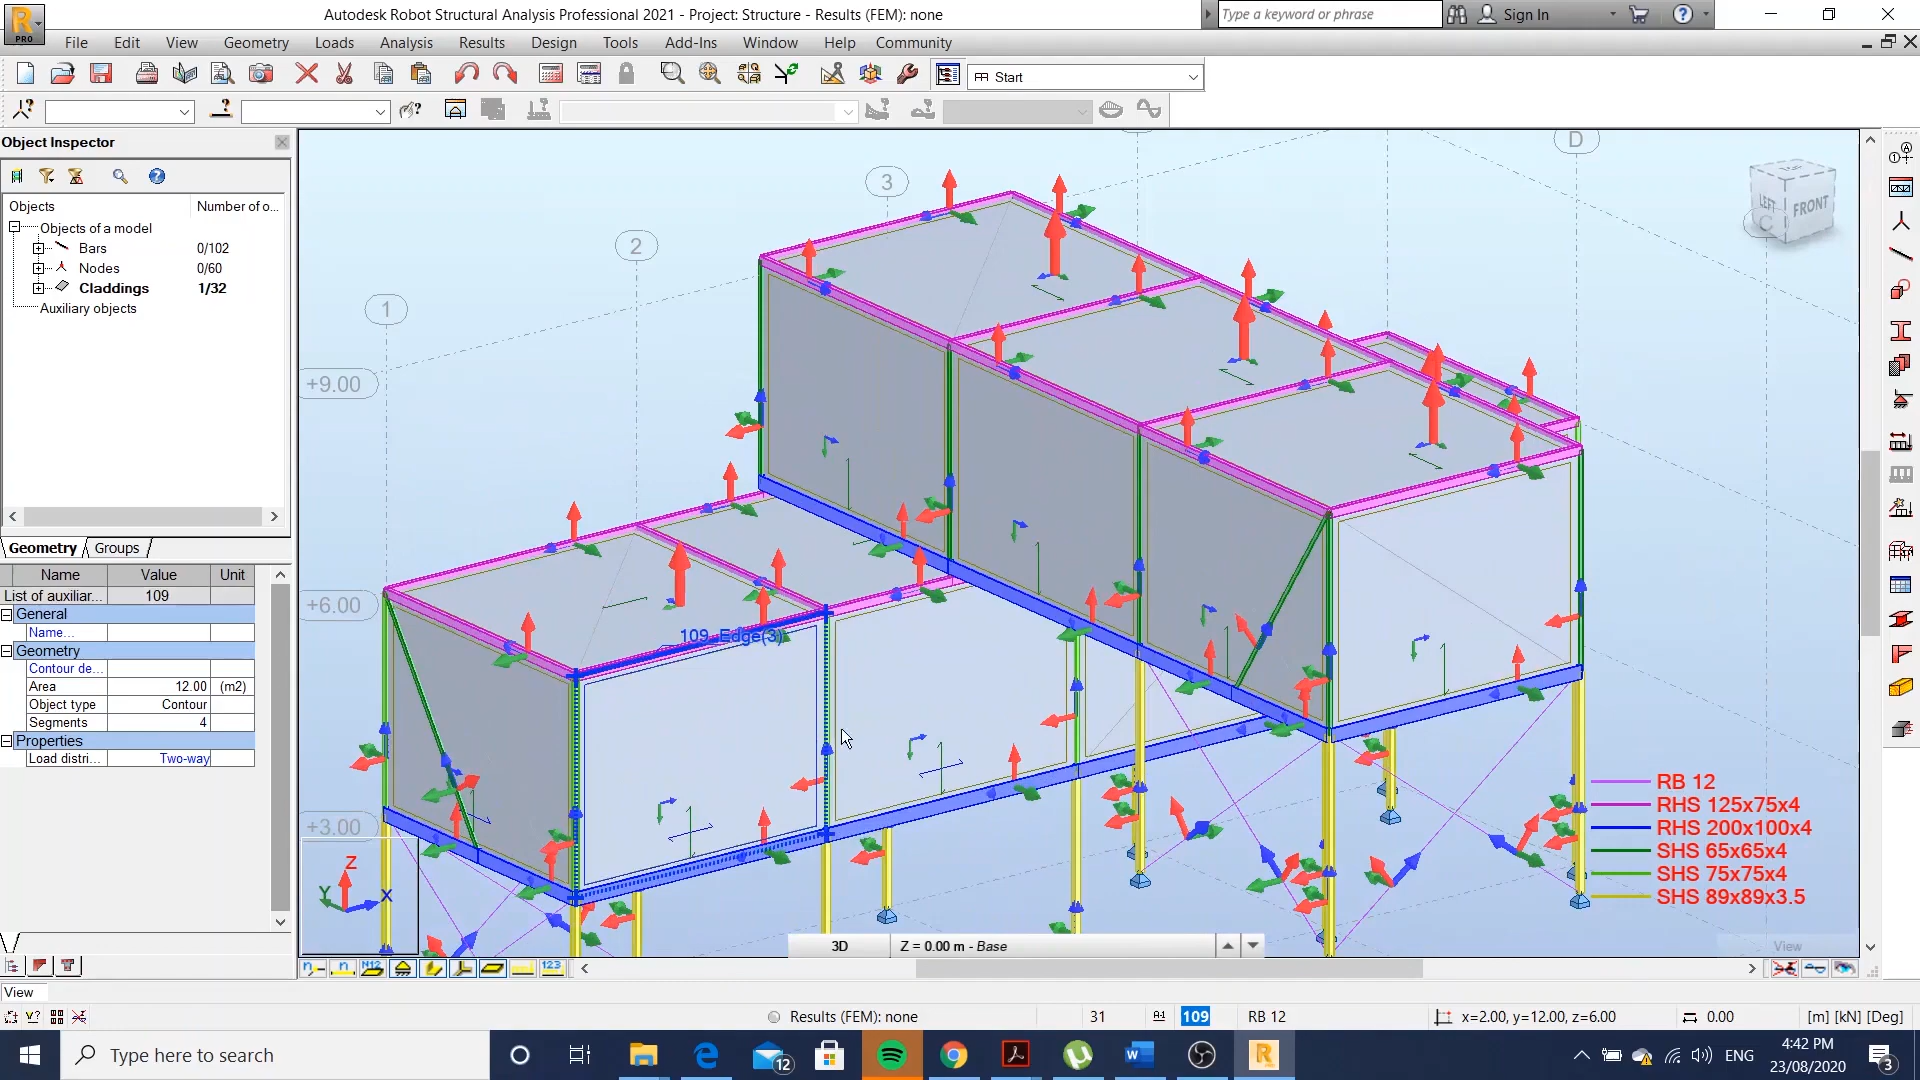 Autodesk Robot Structural Analysis Professional 2021 - Project: Structure - Results (FEM): none
Type a keyword or phrase
Sign In
PRO
File Edit View Geometry Loads Analysis Results Design Tools Add-Ins Window Help Community
Start
Object Inspector
Objects Number of o...
Objects of a model
Bars 0/102
Nodes 0/60
Claddings 1/32
Auxiliary objects
Geometry Groups
Name Value Unit
List of auxiliar... 109
General
Name...
Geometry
Contour de...
Area 12.00 (m2)
Object type Contour
Segments 4
Properties
Load distri... Two-way
1
2
3
D
C
+9.00
+6.00
+3.00
LEFT FRONT
109_Edge(3)
Z
Y
X
RB 12
RHS 125x75x4
RHS 200x100x4
SHS 65x65x4
SHS 75x75x4
SHS 89x89x3.5
3D Z = 0.00 m - Base
View
View
Results (FEM): none 31 109 RB 12 x=2.00, y=12.00, z=6.00 0.00 [m] [kN] [Deg]
Type here to search
12
ENG
4:42 PM
23/08/2020
3